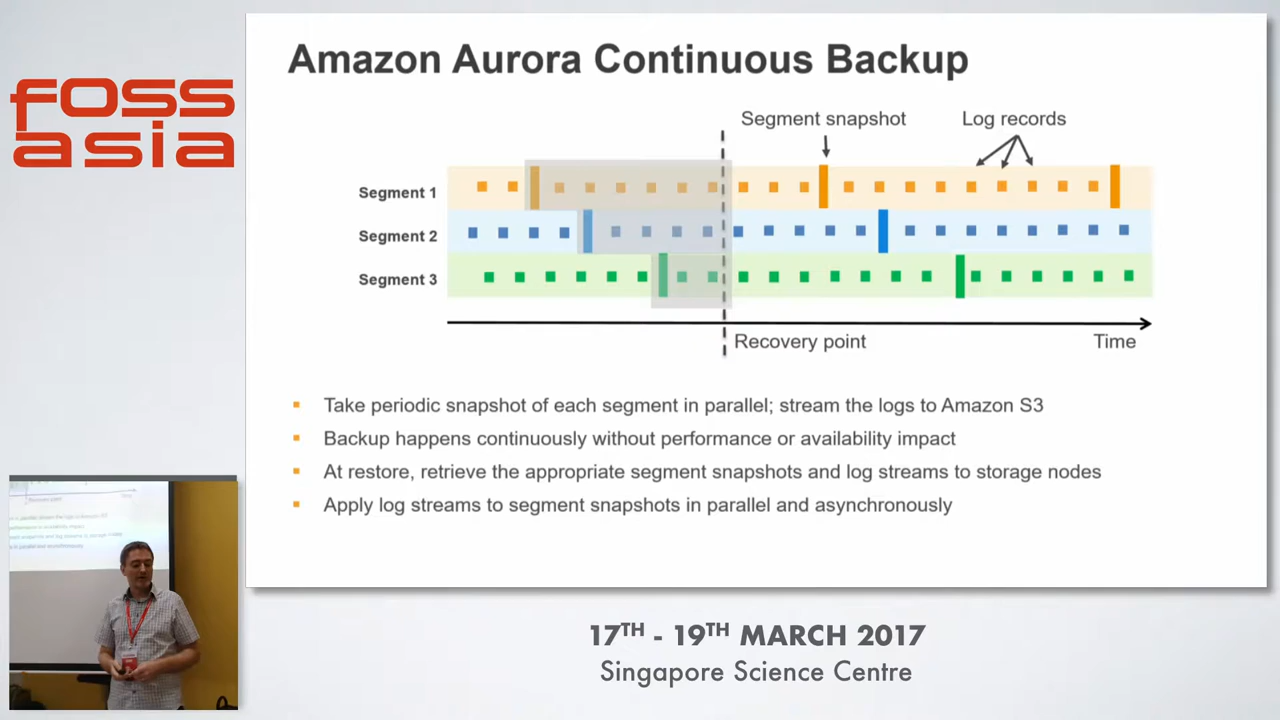 foss
asia
Amazon Aurora Continuous Backup
Segment snapshot
Log records
Segment 1
Segment 2
Segment 3
Recovery point
Time
Take periodic snapshot of each segment in parallel; stream the logs to Amazon S3
Backup happens continuously without performance or availability impact
At restore, retrieve the appropriate segment snapshots and log streams to storage nodes
Apply log streams to segment snapshots in parallel and asynchronously
17TH - 19TH MARCH 2017
Singapore Science Centre